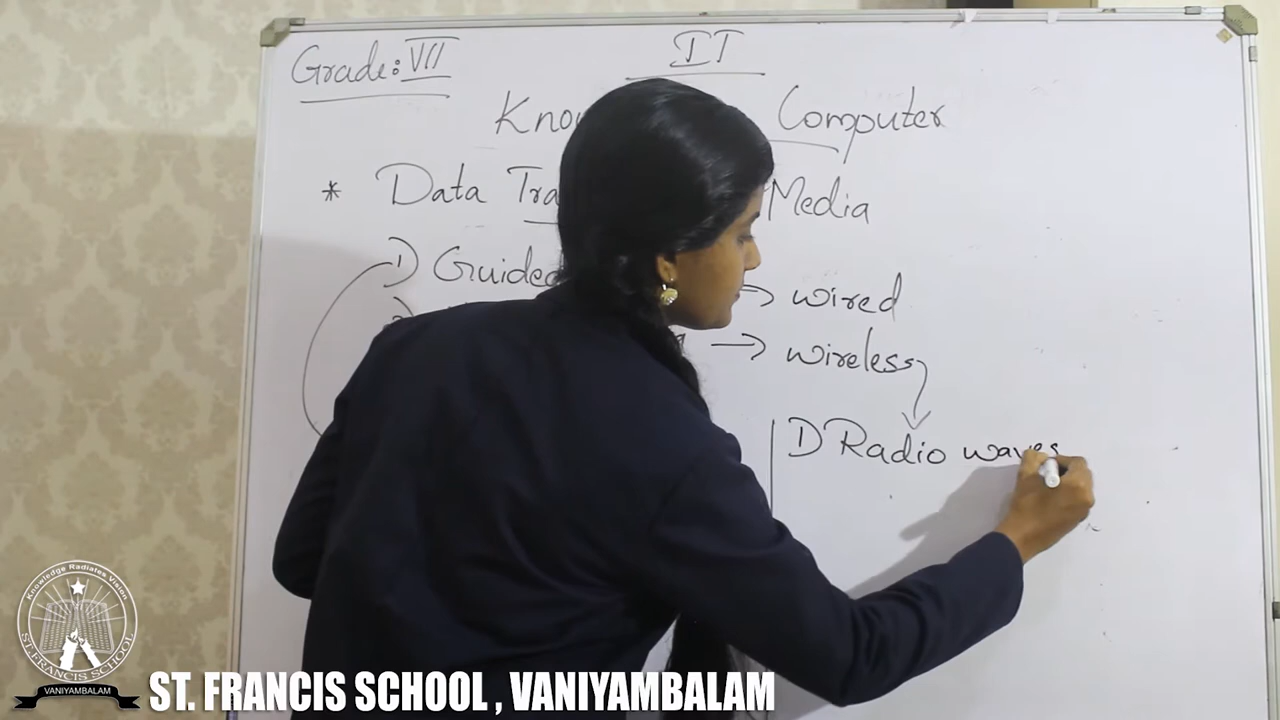 Grade: VII
IT
Computer
* Data Media
1) Guided → wired
→ wireless
1) Radio waves
Knowledge Radiates Vision
ST. FRANCIS SCHOOL
VANIYAMBALAM
ST. FRANCIS SCHOOL , VANIYAMBALAM